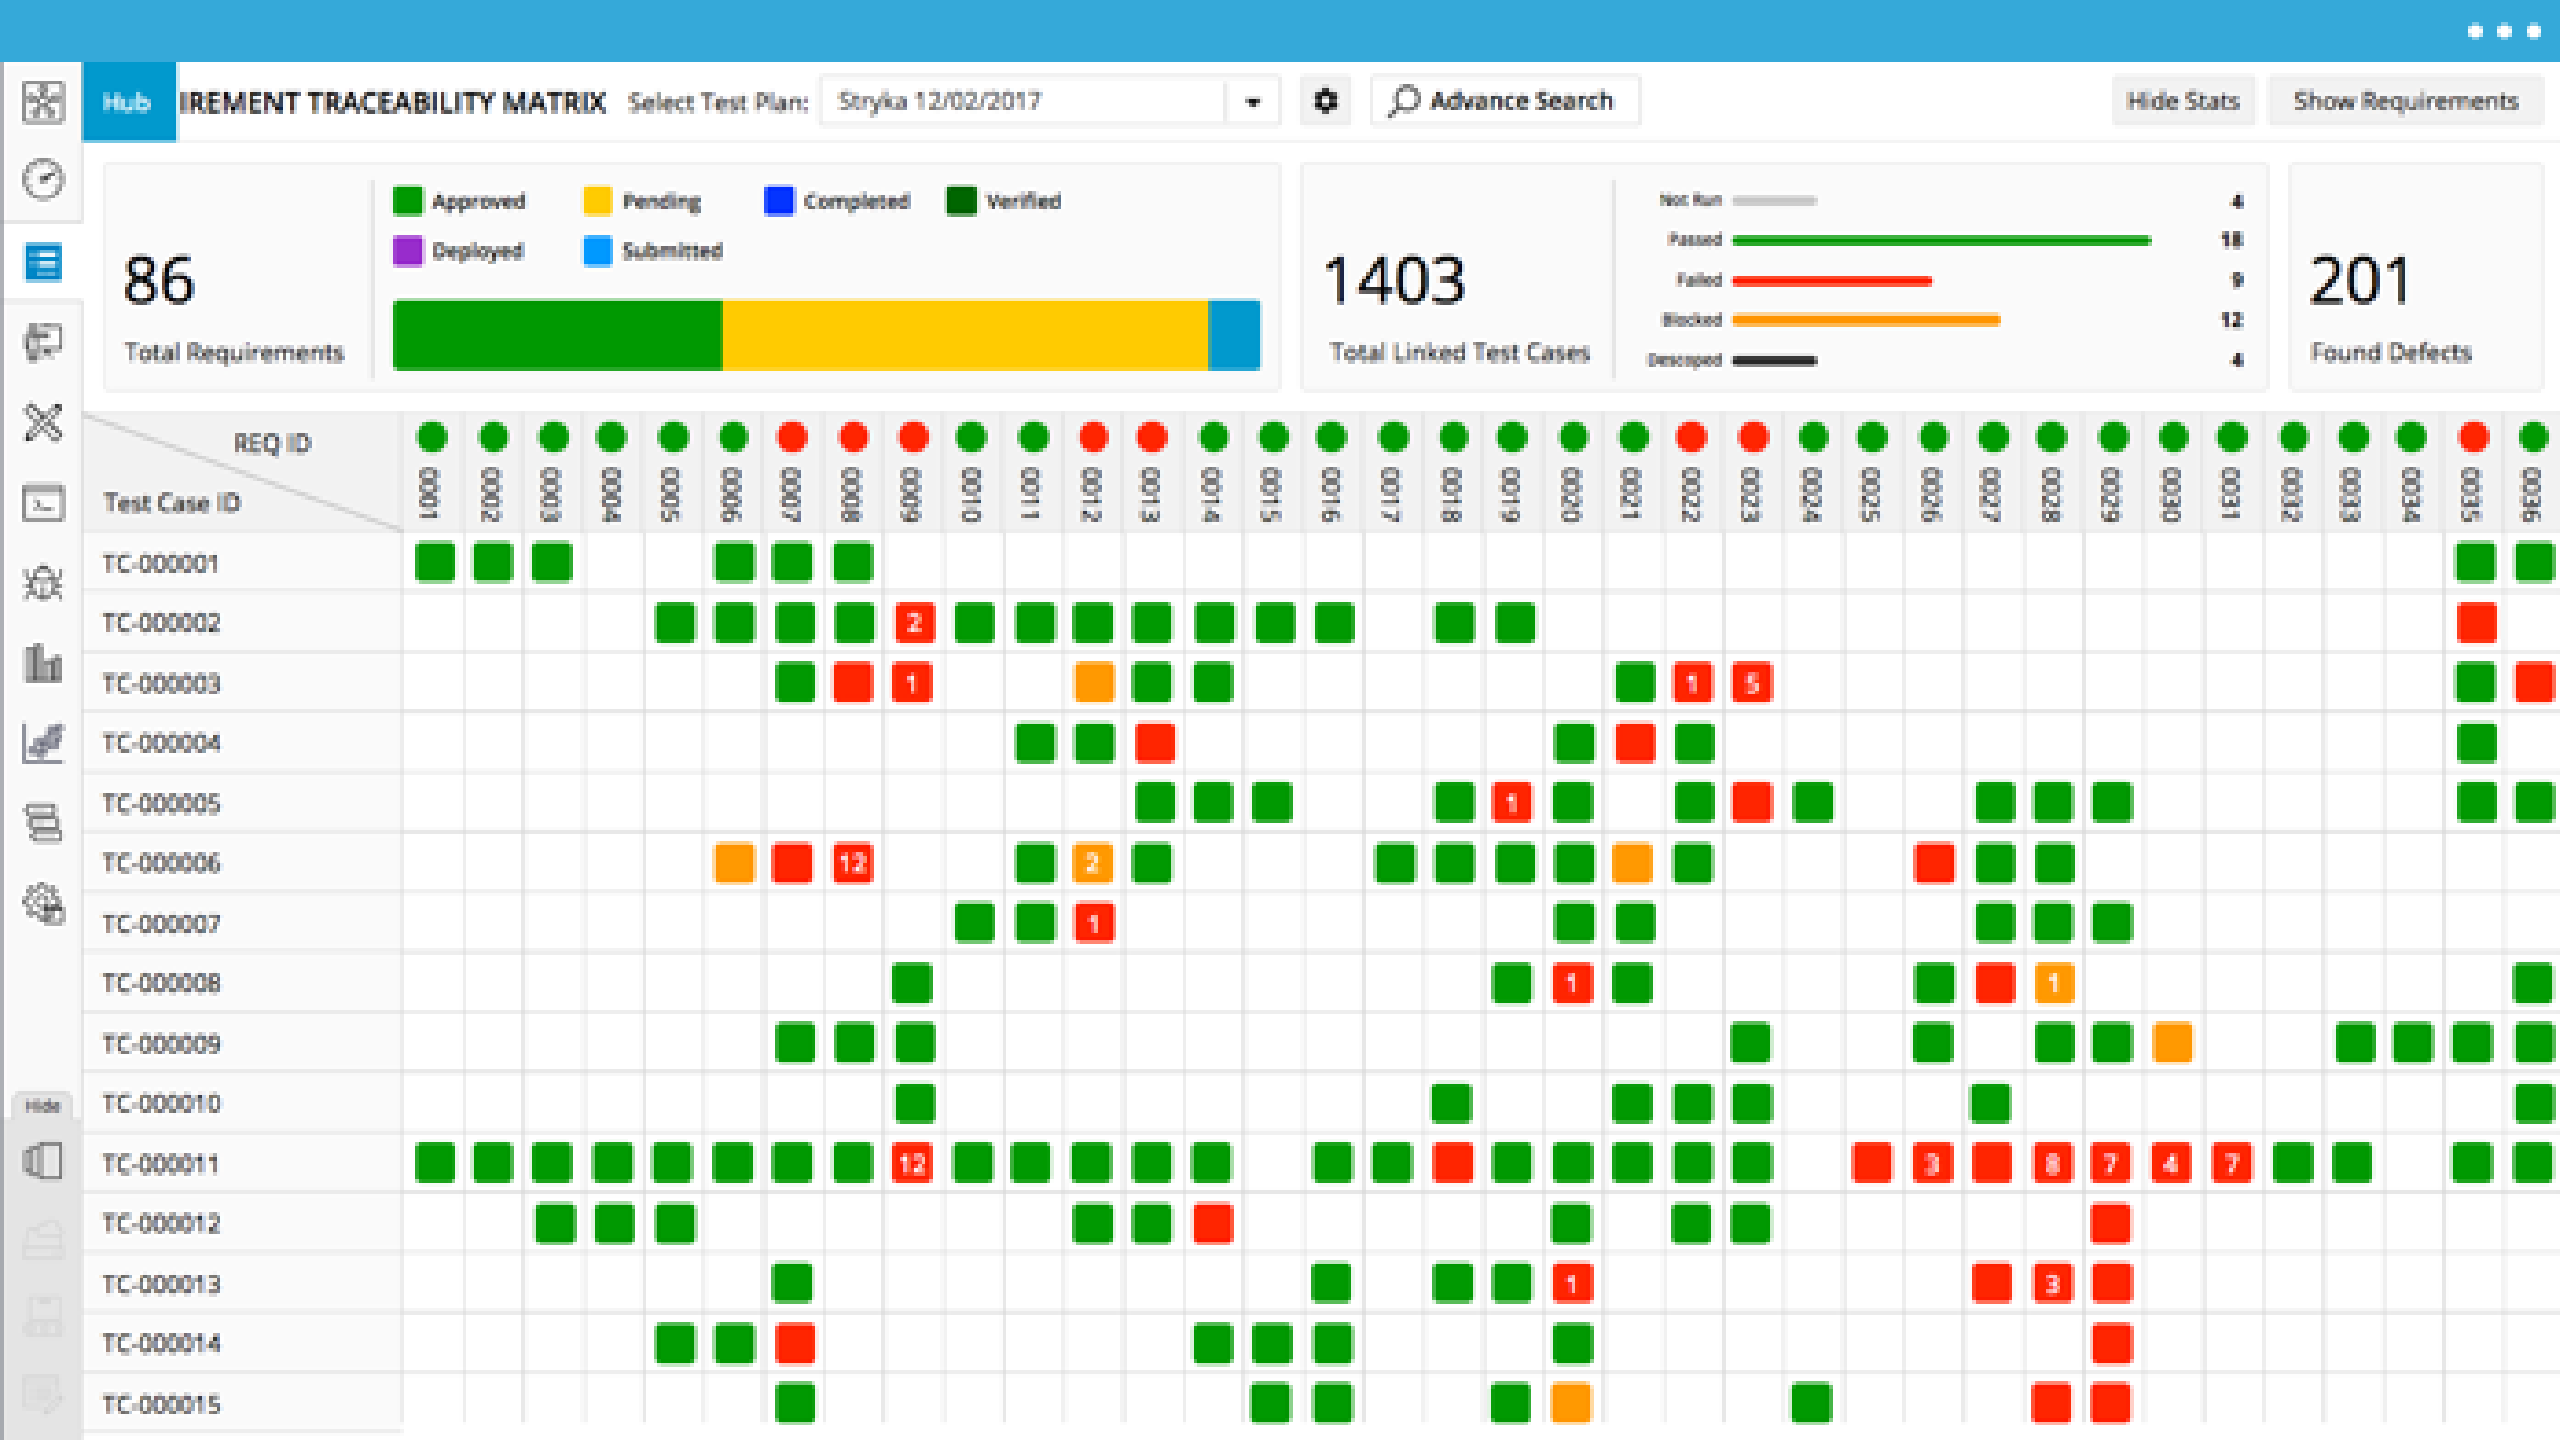 Hub IREMENT TRACEABILITY MATRIX Select Test Plan: Stryka 12/02/2017 Advance Search Hide Stats Show Requirements
Approved Pending Completed Verified
Deployed Submitted
86
Total Requirements
1403
Total Linked Test Cases
Not Run 4
Passed 18
Failed 9
Blocked 12
Descoped 4
201
Found Defects
REQ ID
Test Case ID
0001 0002 0003 0004 0005 0006 0007 0008 0009 0010 0011 0012 0013 0014 0015 0016 0017 0018 0019 0020 0021 0022 0023 0024 0025 0026 0027 0028 0029 0030 0031 0032 0033 0034 0035 0036
TC-000001
TC-000002 2
TC-000003 1 1 5
TC-000004
TC-000005 1
TC-000006 12 2
TC-000007 1
TC-000008 1 1
TC-000009
TC-000010
TC-000011 12 3 8 7 4 7
TC-000012
TC-000013 1 3
TC-000014
TC-000015
Hide